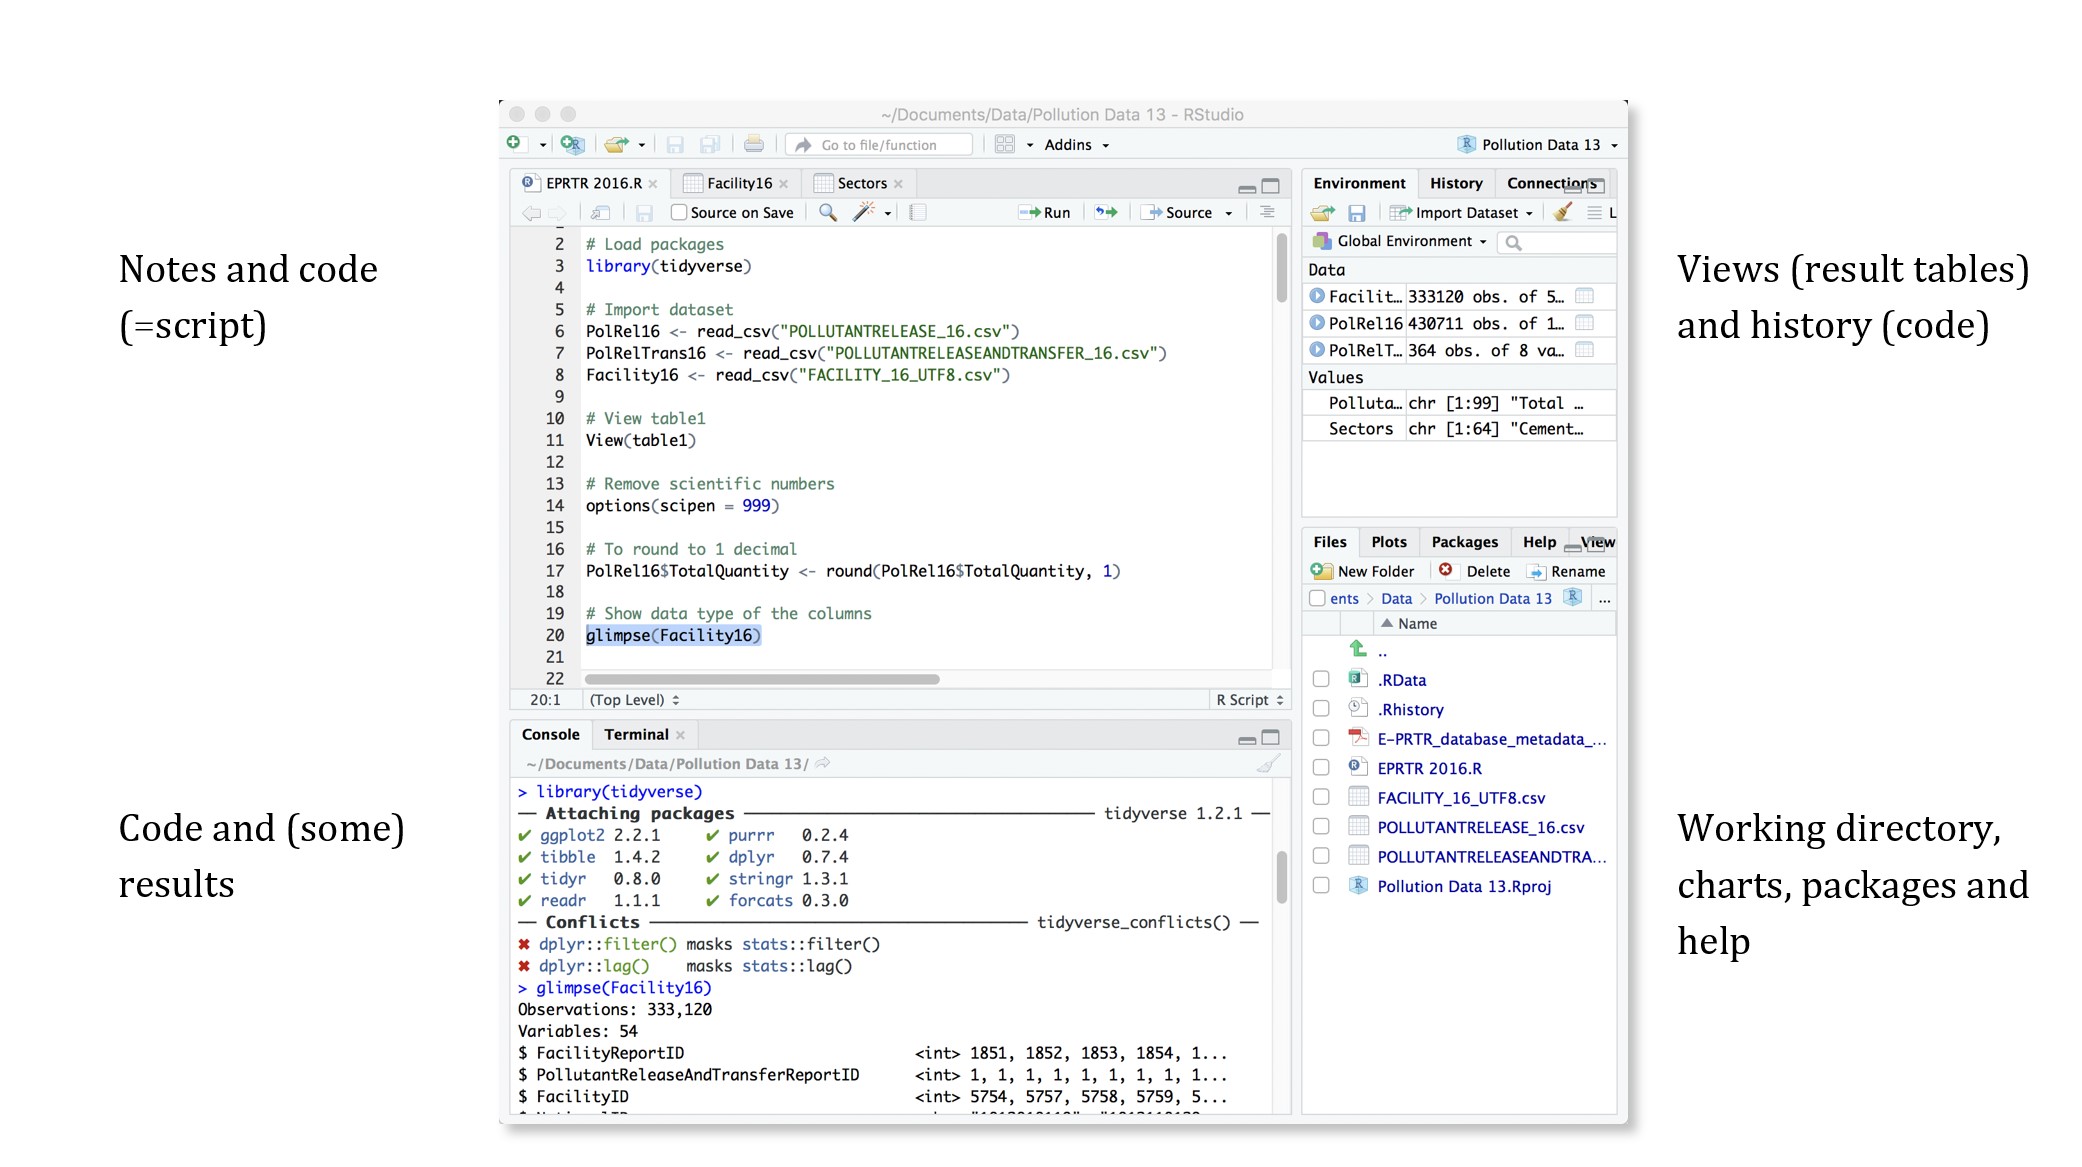 ~/Documents/Data/Pollution Data 13 - RStudio
Go to file/function
Addins
Pollution Data 13
EPRTR 2016.R
Facility16
Sectors
Source on Save
Run
Source
2 # Load packages
3 library(tidyverse)
4
5 # Import dataset
6 PolRel16 <- read_csv("POLLUTANTRELEASE_16.csv")
7 PolRelTrans16 <- read_csv("POLLUTANTRELEASEANDTRANSFER_16.csv")
8 Facility16 <- read_csv("FACILITY_16_UTF8.csv")
9
10 # View table1
11 View(table1)
12
13 # Remove scientific numbers
14 options(scipen = 999)
15
16 # To round to 1 decimal
17 PolRel16$TotalQuantity <- round(PolRel16$TotalQuantity, 1)
18
19 # Show data type of the columns
20 glimpse(Facility16)
21
22
20:1 (Top Level) R Script
Notes and code
(=script)
Environment History Connections
Import Dataset L
Global Environment
Data
Facilit… 333120 obs. of 5…
PolRel16 430711 obs. of 1…
PolRelT… 364 obs. of 8 va…
Values
Polluta… chr [1:99] "Total …
Sectors chr [1:64] "Cement…
Views (result tables)
and history (code)
Console Terminal
~/Documents/Data/Pollution Data 13/
> library(tidyverse)
— Attaching packages ——— tidyverse 1.2.1 —
✔ ggplot2 2.2.1 ✔ purrr 0.2.4
✔ tibble 1.4.2 ✔ dplyr 0.7.4
✔ tidyr 0.8.0 ✔ stringr 1.3.1
✔ readr 1.1.1 ✔ forcats 0.3.0
— Conflicts ——— tidyverse_conflicts() —
✖ dplyr::filter() masks stats::filter()
✖ dplyr::lag() masks stats::lag()
> glimpse(Facility16)
Observations: 333,120
Variables: 54
$ FacilityReportID <int> 1851, 1852, 1853, 1854, 1...
$ PollutantReleaseAndTransferReportID <int> 1, 1, 1, 1, 1, 1, 1, 1, 1...
$ FacilityID <int> 5754, 5757, 5758, 5759, 5...
Code and (some)
results
Files Plots Packages Help View
New Folder Delete Rename
ents > Data > Pollution Data 13 ...
Name
..
.RData
.Rhistory
E-PRTR_database_metadata_...
EPRTR 2016.R
FACILITY_16_UTF8.csv
POLLUTANTRELEASE_16.csv
POLLUTANTRELEASEANDTRA...
Pollution Data 13.Rproj
Working directory,
charts, packages and
help